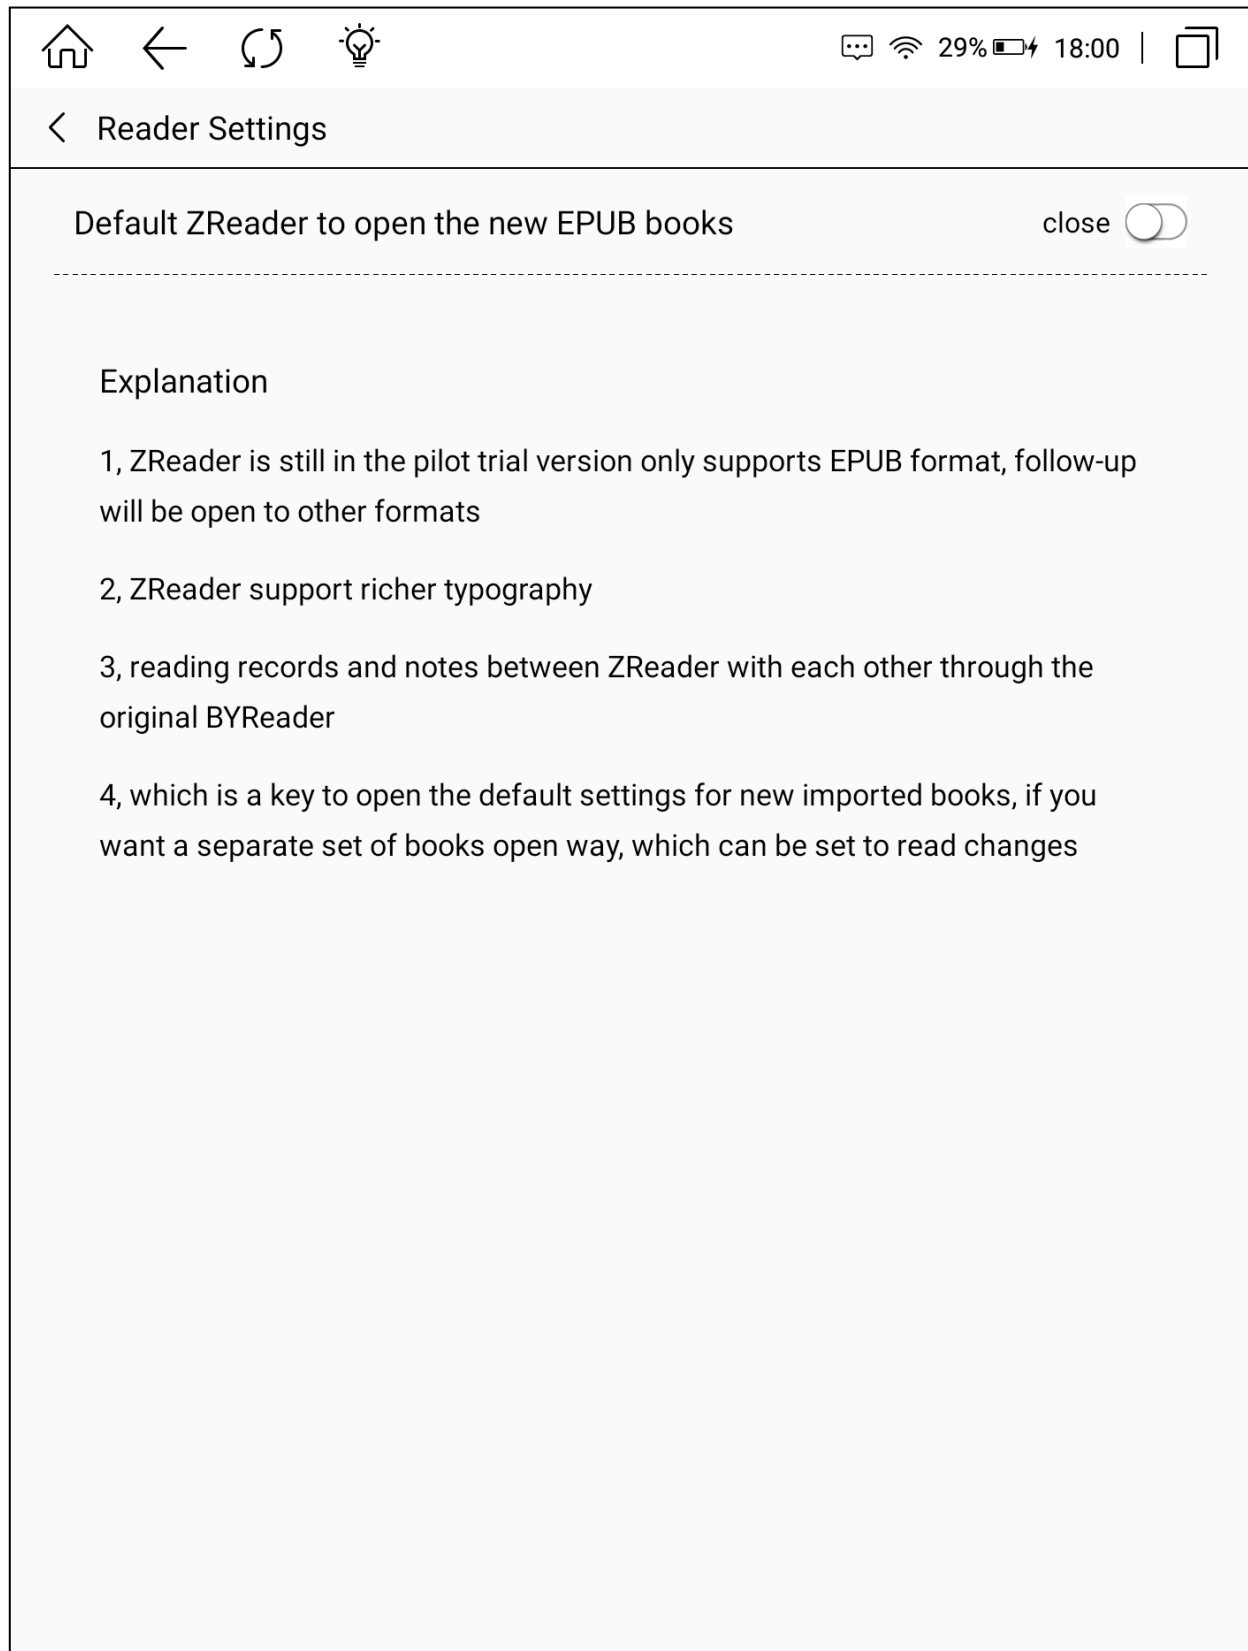 29% 18:00
Reader Settings
Default ZReader to open the new EPUB books close
Explanation
1, ZReader is still in the pilot trial version only supports EPUB format, follow-up
will be open to other formats
2, ZReader support richer typography
3, reading records and notes between ZReader with each other through the
original BYReader
4, which is a key to open the default settings for new imported books, if you
want a separate set of books open way, which can be set to read changes